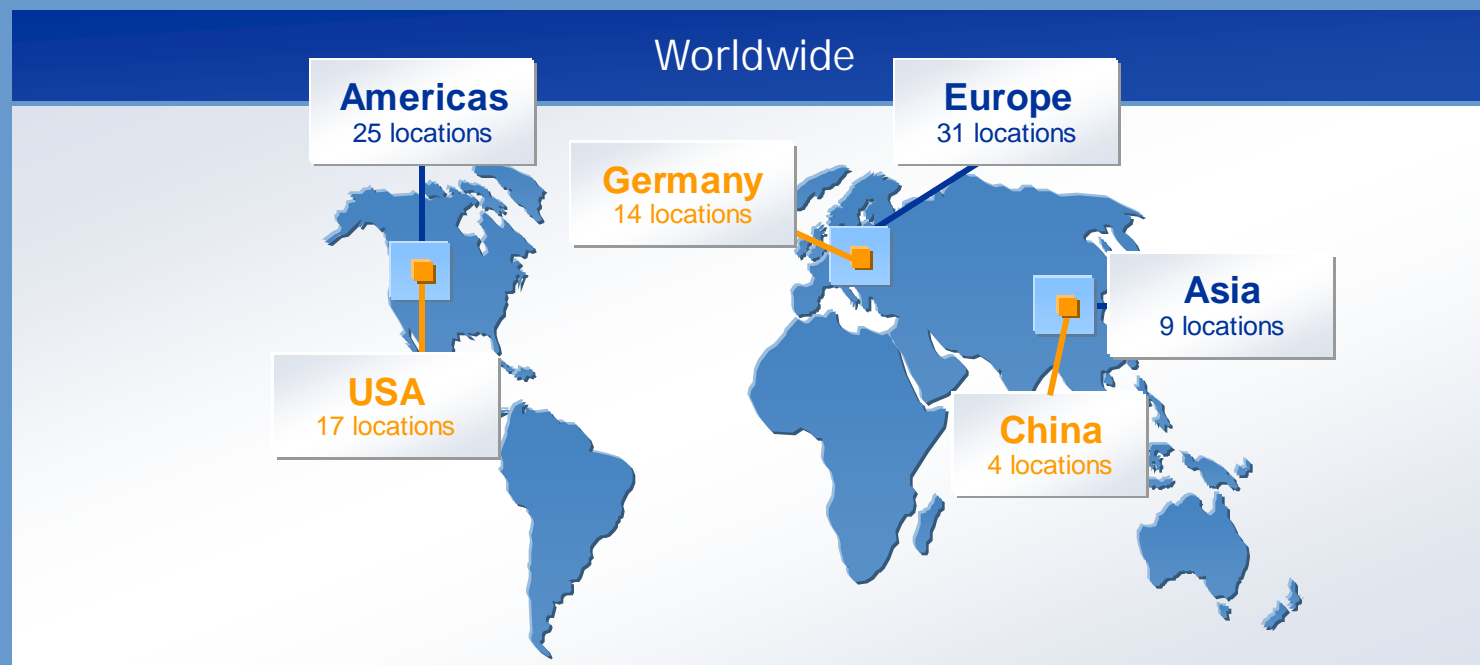 Worldwide
Americas
25 locations
Europe
31 locations
Germany
14 locations
Asia
9 locations
USA
17 locations
China
4 locations